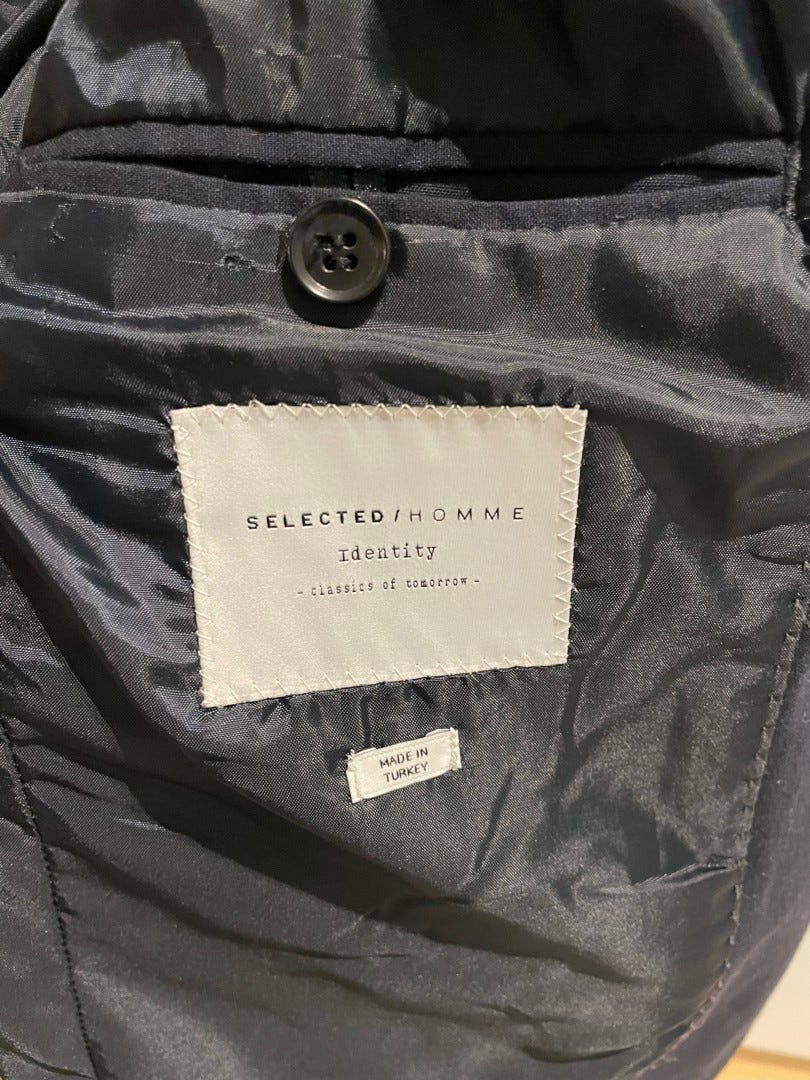 SELECTED/HOMME
Identity
- classics of tomorrow -
MADE IN
TURKEY